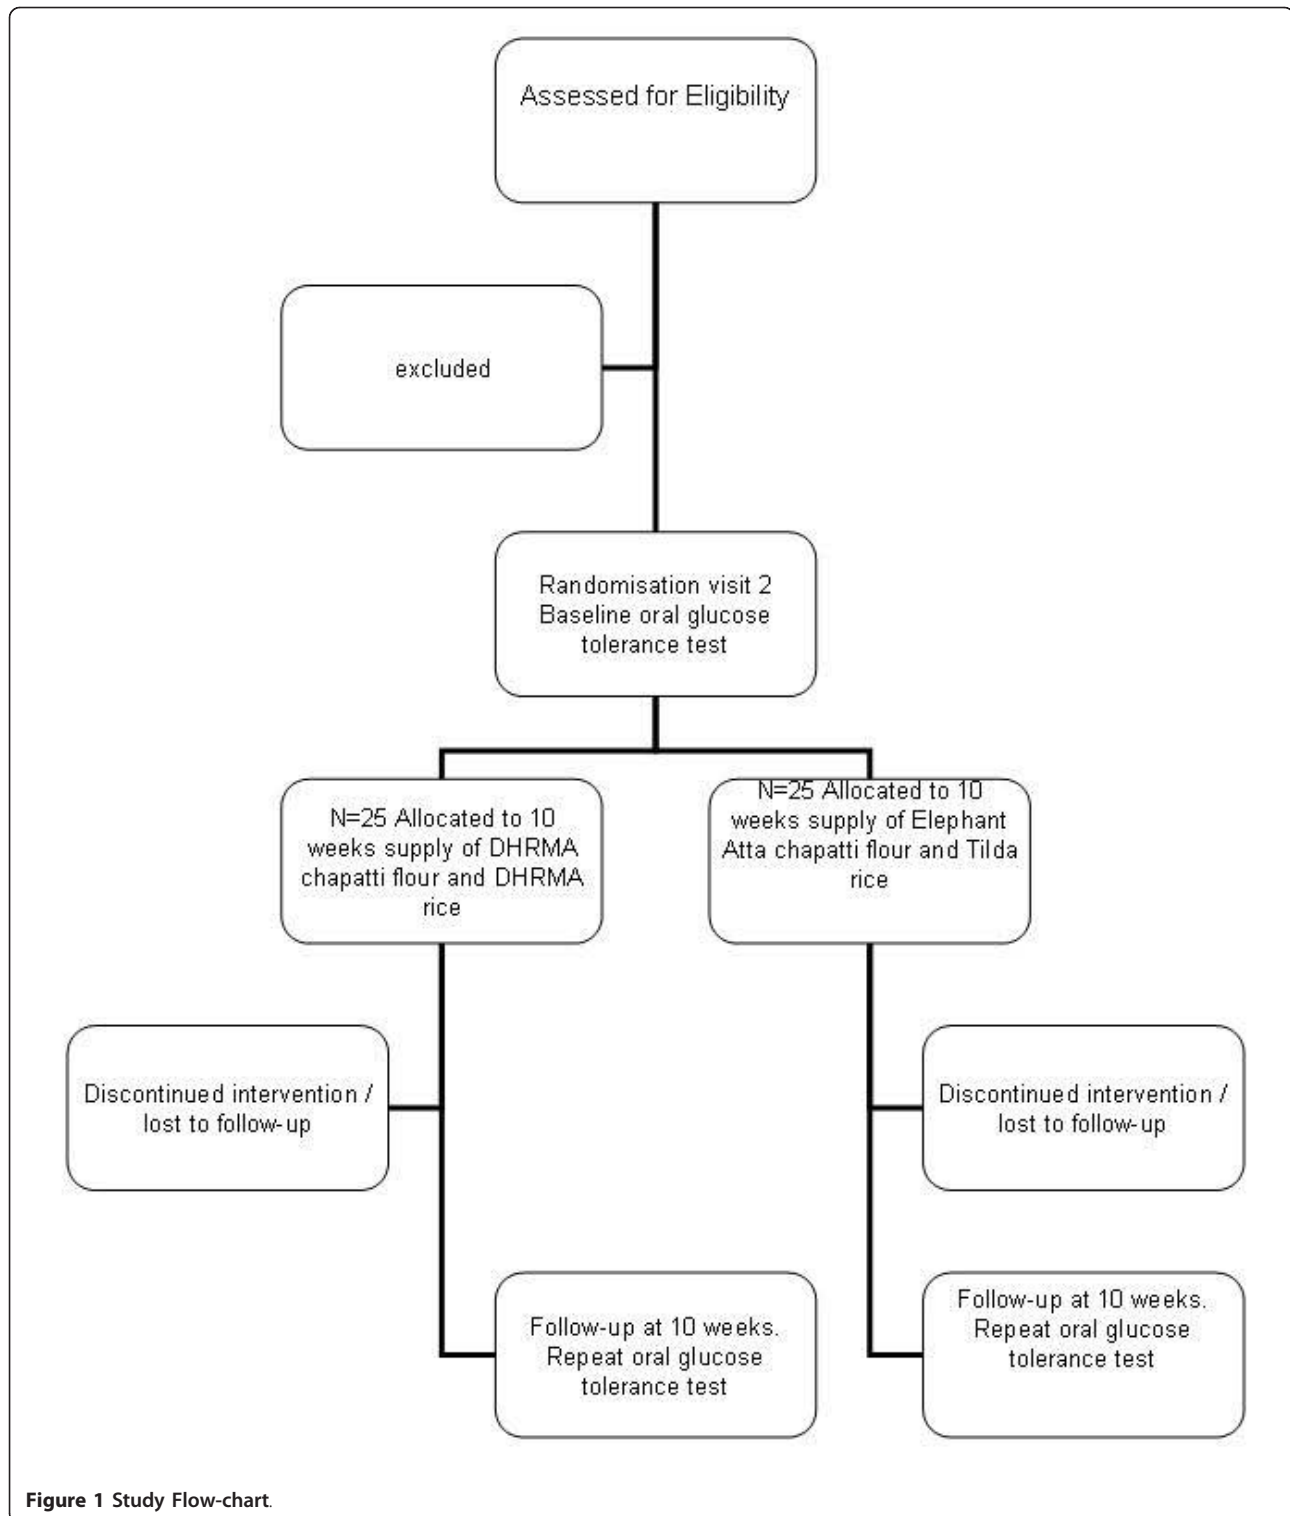 Assessed for Eligibility
excluded
Randomisation visit 2
Baseline oral glucose
tolerance test
N=25 Allocated to 10
weeks supply of DHRMA
chapatti flour and DHRMA
rice
N=25 Allocated to 10
weeks supply of Elephant
Atta chapatti flour and Tilda
rice
Discontinued intervention /
lost to follow-up
Discontinued intervention /
lost to follow-up
Follow-up at 10 weeks.
Repeat oral glucose
tolerance test
Follow-up at 10 weeks.
Repeat oral glucose
tolerance test
Figure 1 Study Flow-chart.